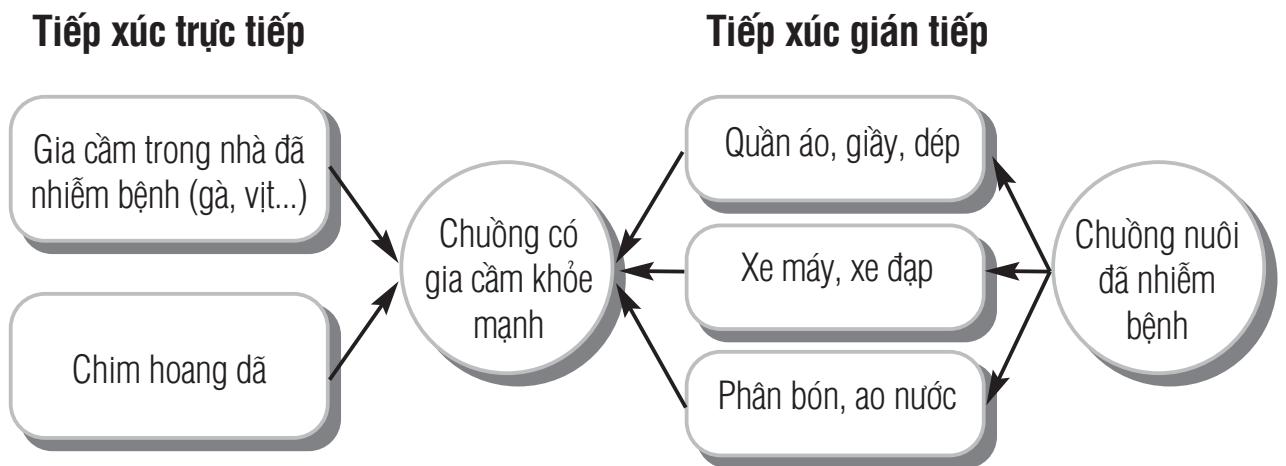 Tiếp xúc trực tiếp
Gia cầm trong nhà đã
nhiễm bệnh (gà, vịt...)
Chim hoang dã
Chuồng có
gia cầm khỏe
mạnh
Tiếp xúc gián tiếp
Quần áo, giầy, dép
Xe máy, xe đạp
Phân bón, ao nước
Chuồng nuôi
đã nhiễm
bệnh